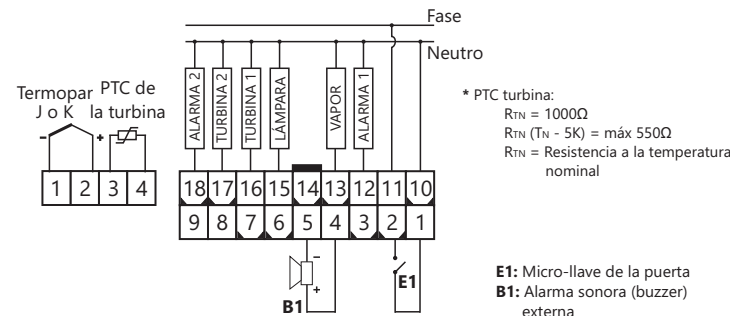 Fase
Neutro
Termopar
J o K
PTC de
la turbina
- +
1 2 3 4
ALARMA 2
TURBINA 2
TURBINA 1
LÁMPARA
VAPOR
ALARMA 1
18 17 16 15 14 13 12 11 10
9 8 7 6 5 4 3 2 1
-
+
B1
E1
* PTC turbina:
RTN = 1000Ω
RTN (TN - 5K) = máx 550Ω
RTN = Resistencia a la temperatura
nominal
E1: Micro-llave de la puerta
B1: Alarma sonora (buzzer)
externa